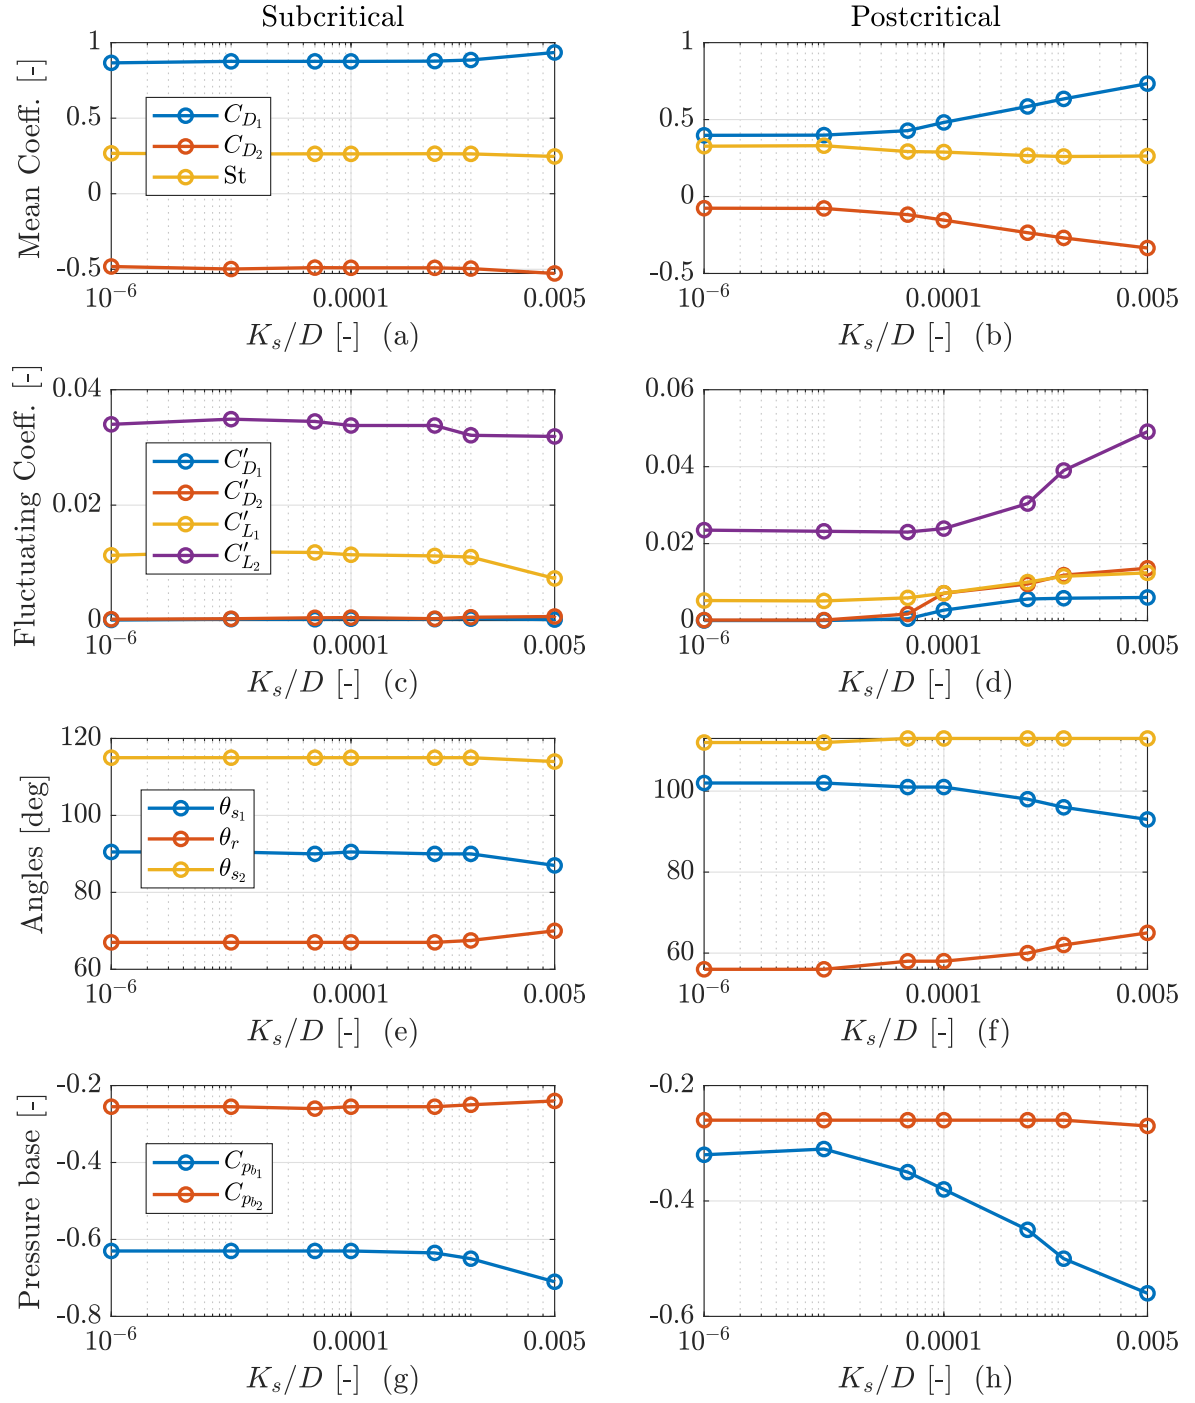 Subcritical
Postcritical
Mean Coeff. [-]
1
0.5
0
-0.5
C_{D_1}
C_{D_2}
St
10^{-6} 0.0001 0.005
K_s/D [-] (a)
1
0.5
0
-0.5
10^{-6} 0.0001 0.005
K_s/D [-] (b)
Fluctuating Coeff. [-]
0.04
0.02
0
C'_{D_1}
C'_{D_2}
C'_{L_1}
C'_{L_2}
10^{-6} 0.0001 0.005
K_s/D [-] (c)
0.06
0.04
0.02
0
10^{-6} 0.0001 0.005
K_s/D [-] (d)
Angles [deg]
120
100
80
60
θ_{s_1}
θ_r
θ_{s_2}
10^{-6} 0.0001 0.005
K_s/D [-] (e)
100
80
60
10^{-6} 0.0001 0.005
K_s/D [-] (f)
Pressure base [-]
-0.2
-0.4
-0.6
-0.8
C_{p_{b_1}}
C_{p_{b_2}}
10^{-6} 0.0001 0.005
K_s/D [-] (g)
-0.2
-0.4
-0.6
10^{-6} 0.0001 0.005
K_s/D [-] (h)